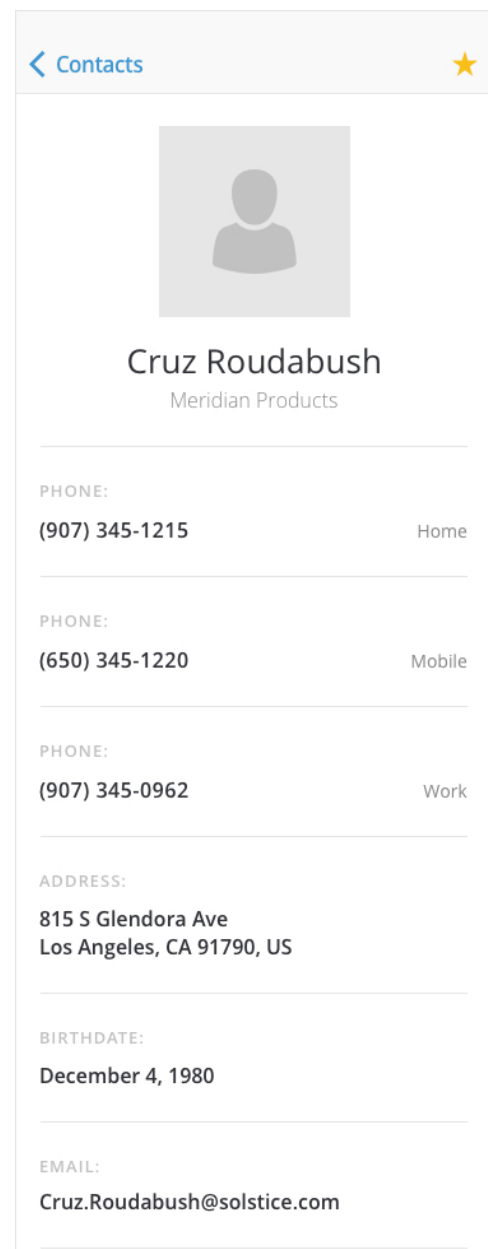 Contacts
Cruz Roudabush
Meridian Products
PHONE:
(907) 345-1215 Home
PHONE:
(650) 345-1220 Mobile
PHONE:
(907) 345-0962 Work
ADDRESS:
815 S Glendora Ave
Los Angeles, CA 91790, US
BIRTHDATE:
December 4, 1980
EMAIL:
Cruz.Roudabush@solstice.com